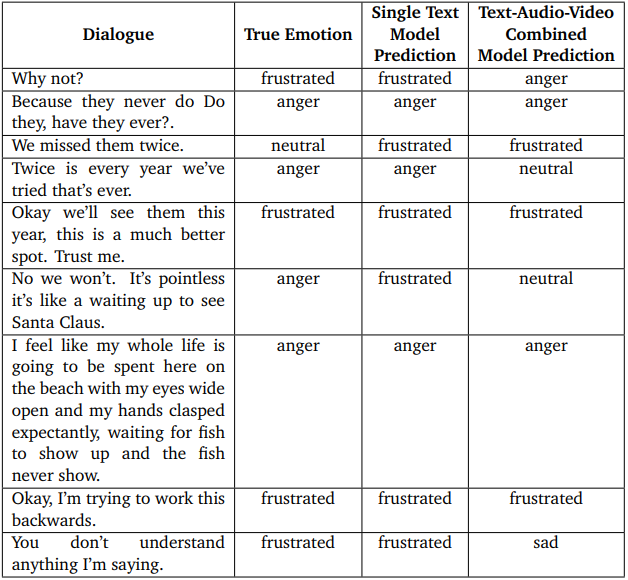 Dialogue True Emotion Single Text Model Prediction Text-Audio-Video Combined Model Prediction
Why not? frustrated frustrated anger
Because they never do Do anger anger anger
they, have they ever?.
We missed them twice. neutral frustrated frustrated
Twice is every year we've anger anger neutral
tried that's ever.
Okay we'll see them this frustrated frustrated frustrated
year, this is a much better
spot. Trust me.
No we won't. It's pointless anger frustrated neutral
it's like a waiting up to see
Santa Claus.
I feel like my whole life is anger anger anger
going to be spent here on
the beach with my eyes wide
open and my hands clasped
expectantly, waiting for fish
to show up and the fish
never show.
Okay, I'm trying to work this frustrated frustrated frustrated
backwards.
You don't understand frustrated frustrated sad
anything I'm saying.